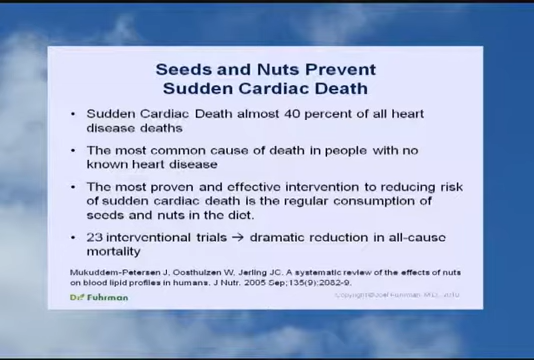 Seeds and Nuts Prevent
Sudden Cardiac Death
• Sudden Cardiac Death almost 40 percent of all heart
disease deaths
• The most common cause of death in people with no
known heart disease
• The most proven and effective intervention to reducing risk
of sudden cardiac death is the regular consumption of
seeds and nuts in the diet.
• 23 interventional trials → dramatic reduction in all-cause
mortality
Mukuddem-Petersen J, Oosthuizen W, Jerling JC. A systematic review of the effects of nuts
on blood lipid profiles in humans. J Nutr. 2005 Sep;135(9):2082-9.
Dr. Fuhrman
Copyright ©Joel Fuhrman, M.D., 2010